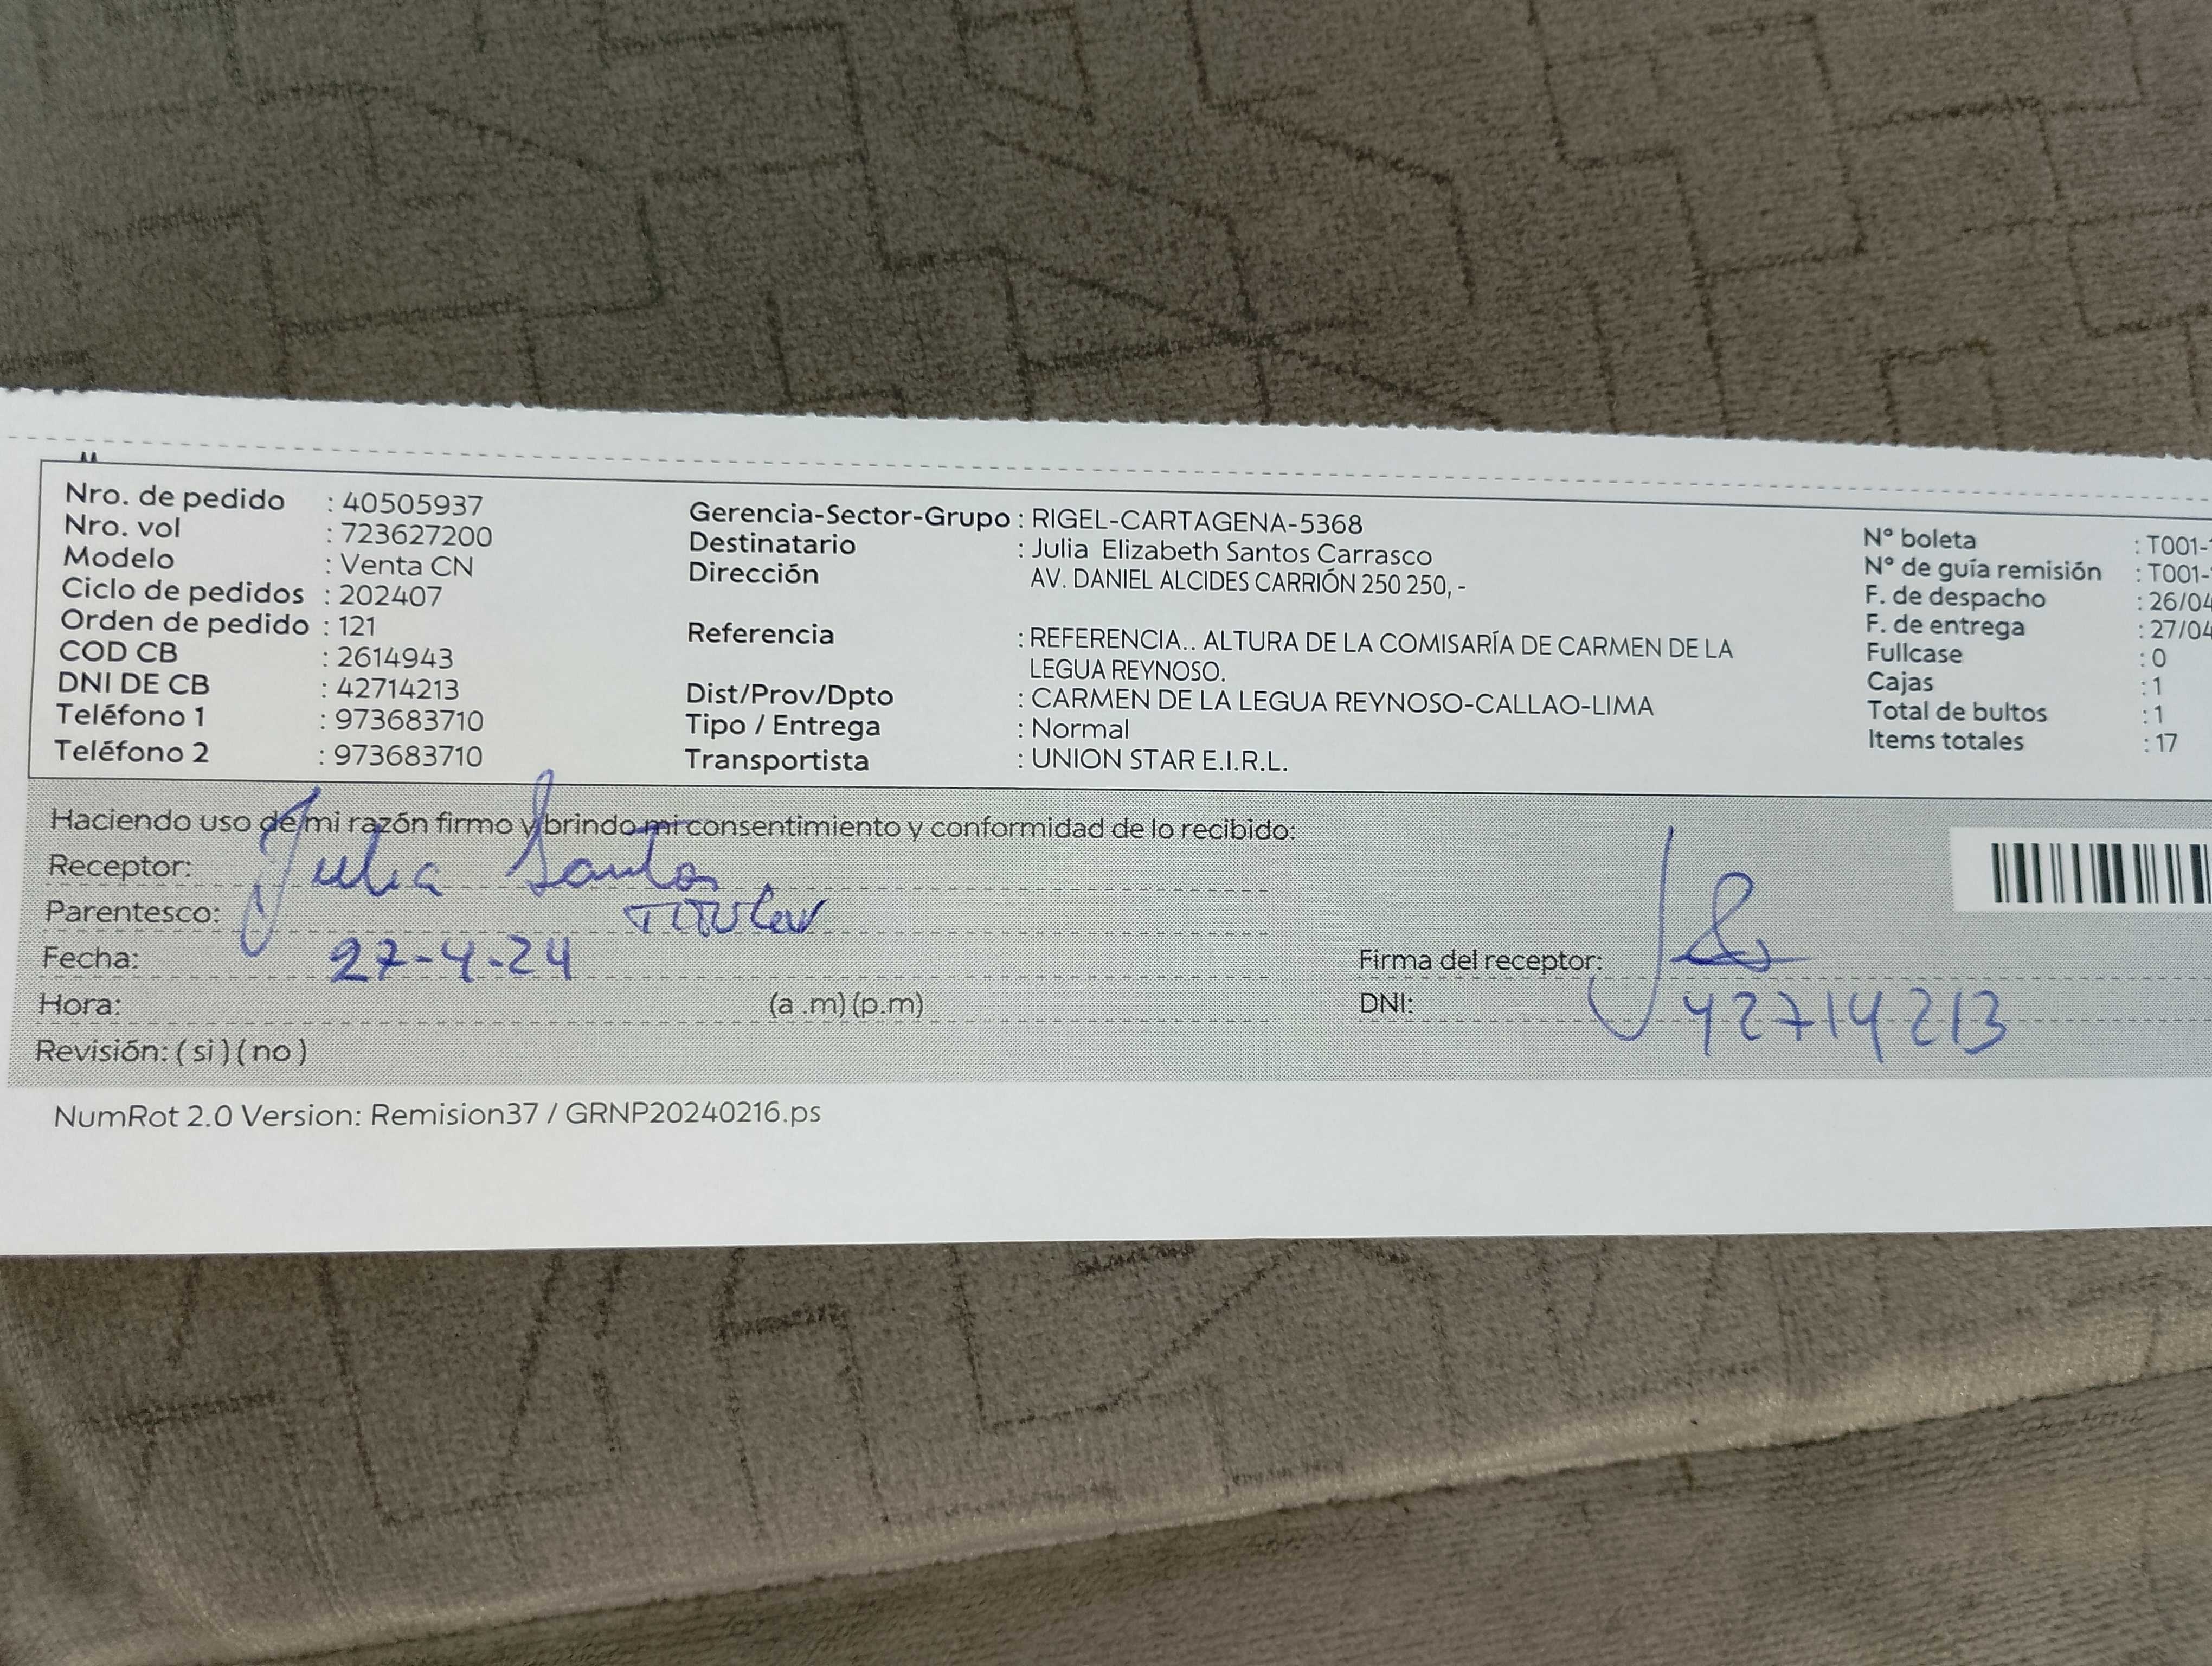 Nro. de pedido : 40505937
Nro. vol : 723627200
Modelo : Venta CN
Ciclo de pedidos : 202407
Orden de pedido : 121
COD CB : 2614943
DNI DE CB : 42714213
Teléfono 1 : 973683710
Teléfono 2 : 973683710
Gerencia-Sector-Grupo : RIGEL-CARTAGENA-5368
Destinatario : Julia Elizabeth Santos Carrasco
Dirección AV. DANIEL ALCIDES CARRIÓN 250 250, -
Referencia : REFERENCIA.. ALTURA DE LA COMISARÍA DE CARMEN DE LA
LEGUA REYNOSO.
Dist/Prov/Dpto : CARMEN DE LA LEGUA REYNOSO-CALLAO-LIMA
Tipo / Entrega : Normal
Transportista : UNION STAR E.I.R.L.
N° boleta : T001-
N° de guía remisión : T001-
F. de despacho : 26/04
F. de entrega : 27/04
Fullcase : 0
Cajas : 1
Total de bultos : 1
Items totales : 17
Haciendo uso de mi razón firmo y brindo mi consentimiento y conformidad de lo recibido:
Receptor: Julia Santos
Parentesco: Titular
Fecha: 27-4-24
Hora: (a .m) (p.m)
Revisión: ( si ) ( no )
Firma del receptor:
DNI: 42714213
NumRot 2.0 Version: Remision37 / GRNP20240216.ps